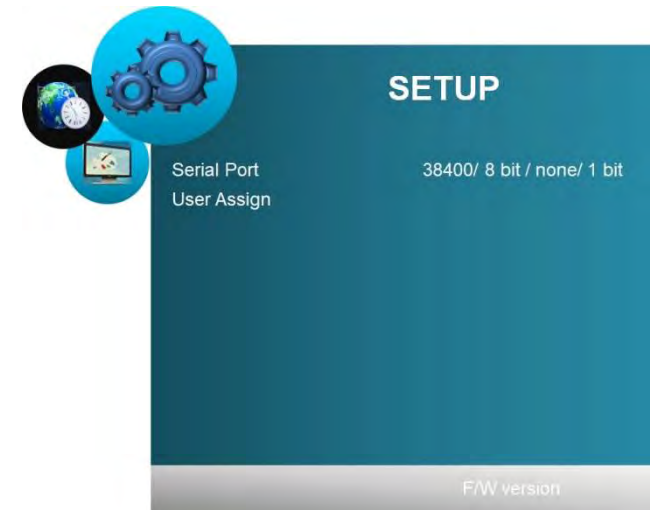 SETUP
Serial Port 38400/ 8 bit / none/ 1 bit
User Assign
F/W version